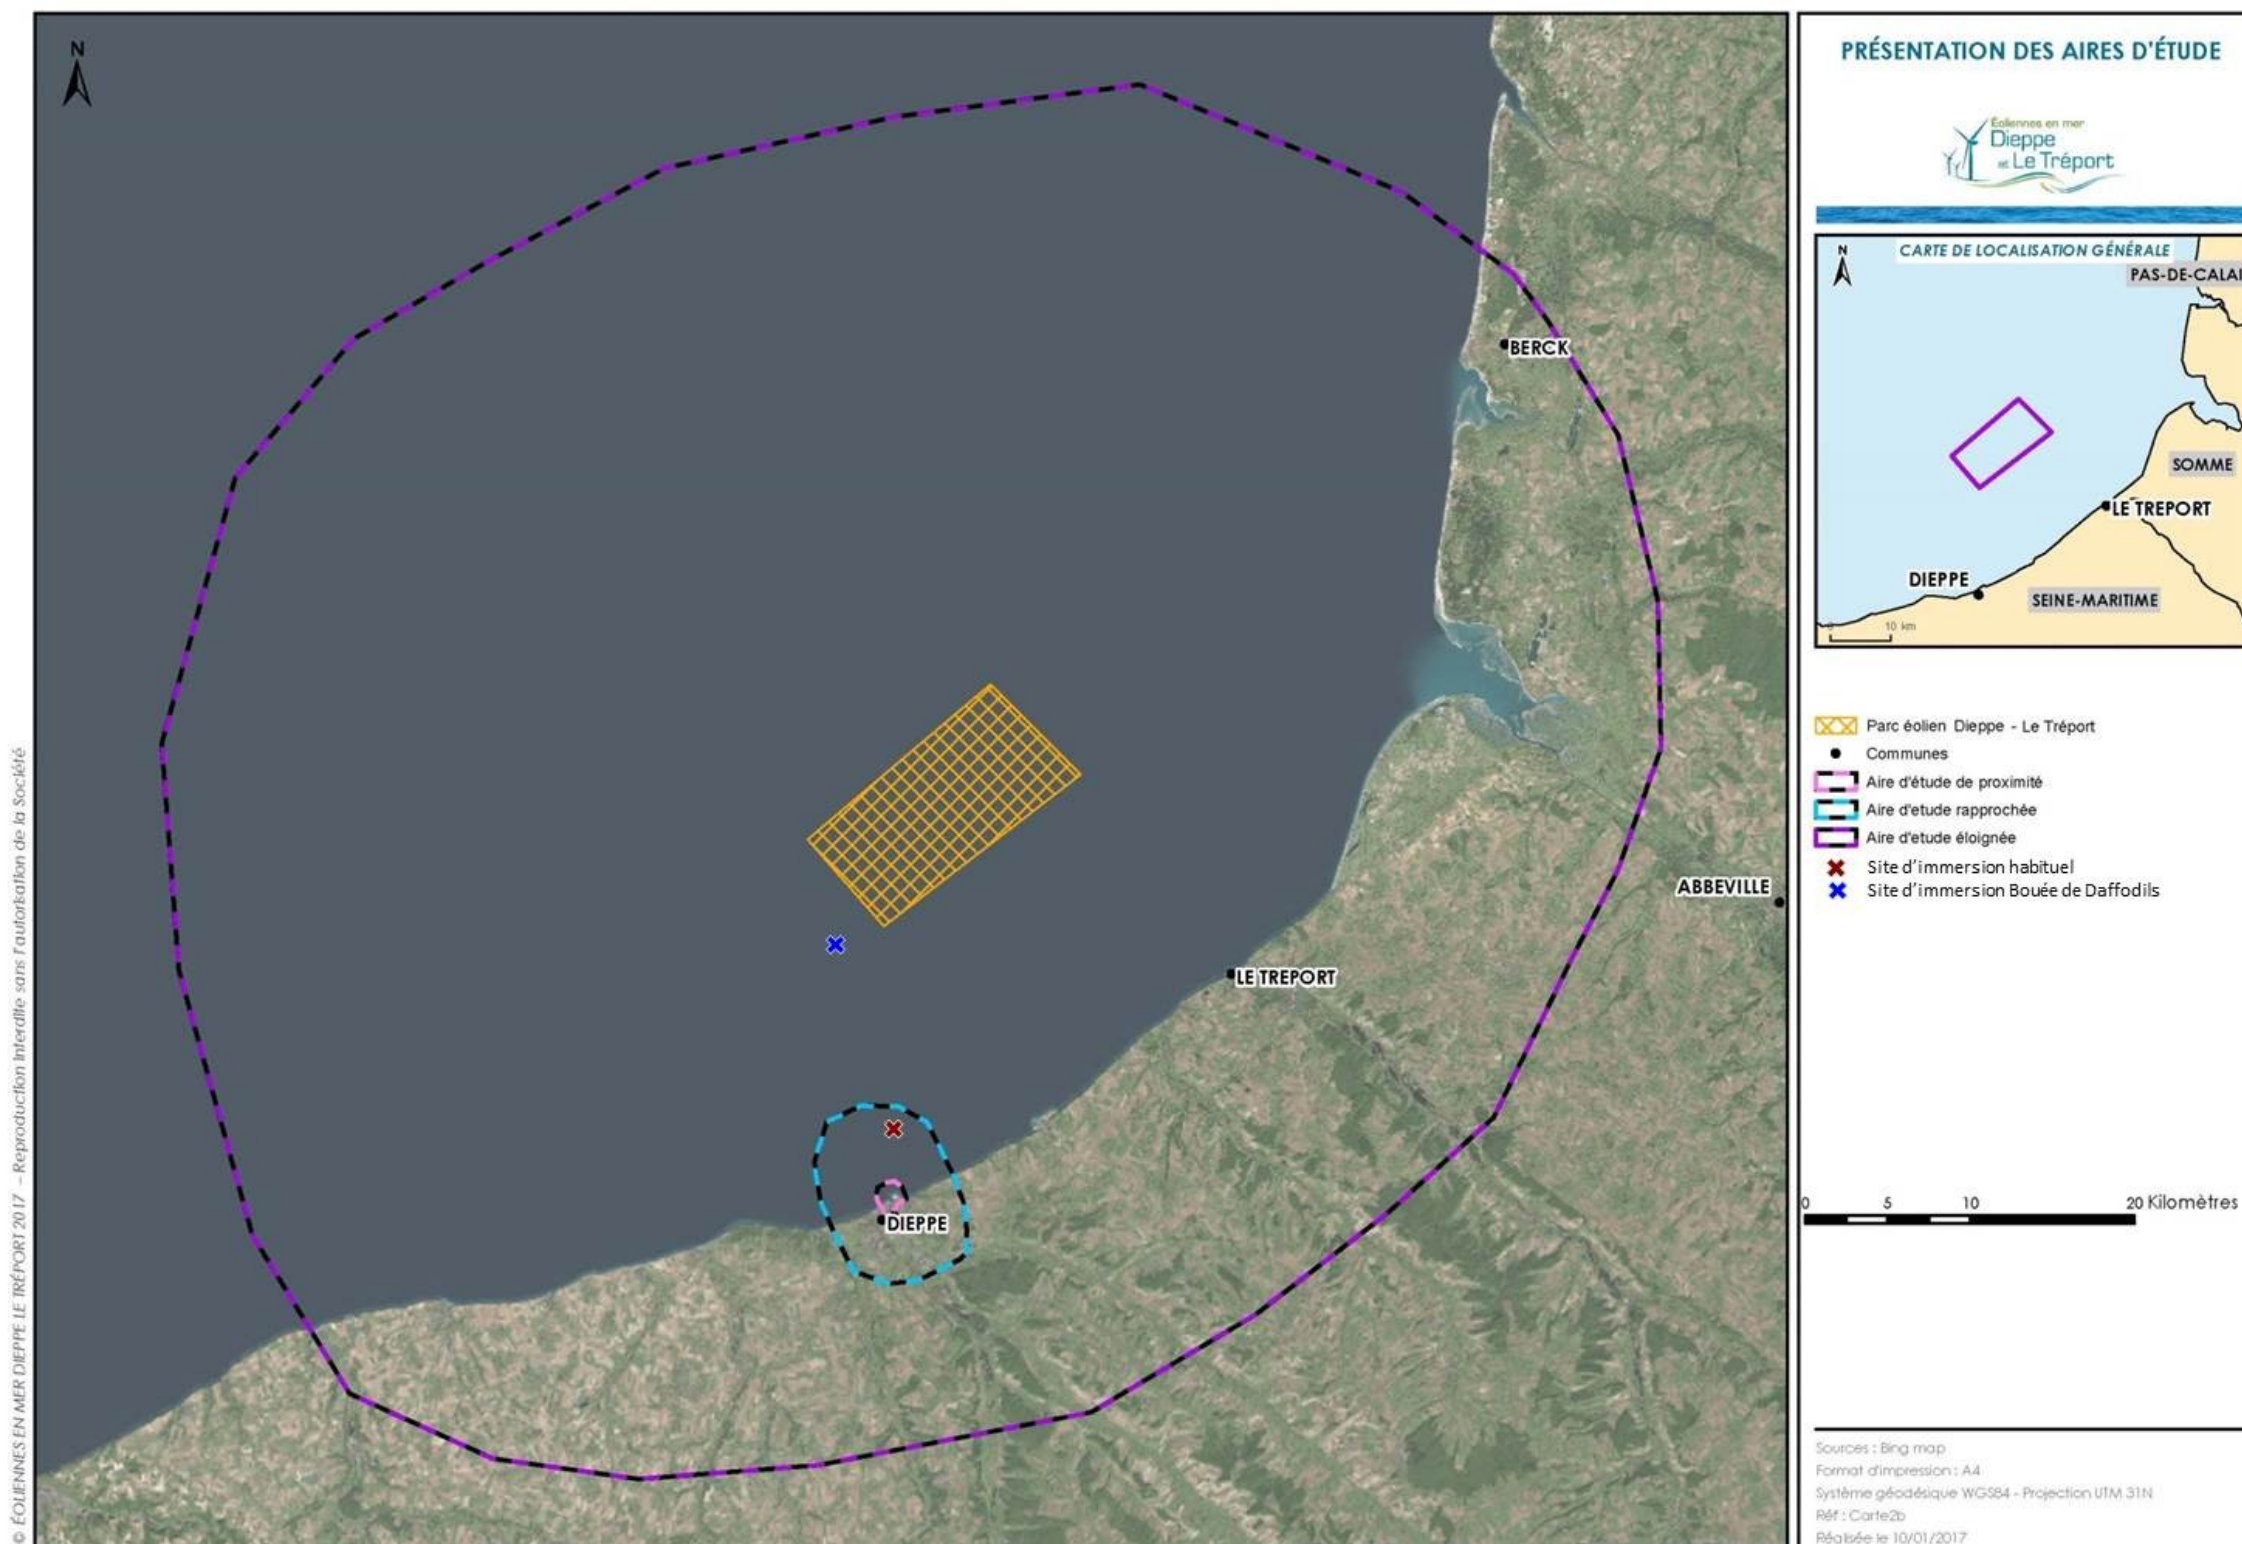 N
BERCK
ABBEVILLE
LE TREPORT
DIEPPE
© ÉOLIENNES EN MER DIEPPE LE TRÉPORT 2017 – Reproduction interdite sans l'autorisation de la Société
PRÉSENTATION DES AIRES D'ÉTUDE
Éoliennes en mer
Dieppe
et Le Tréport
CARTE DE LOCALISATION GÉNÉRALE
N
PAS-DE-CALAI
SOMME
LE TREPORT
DIEPPE
SEINE-MARITIME
0 10 km
Parc éolien Dieppe - Le Tréport
Communes
Aire d'étude de proximité
Aire d'etude rapprochée
Aire d'etude éloignée
Site d'immersion habituel
Site d'immersion Bouée de Daffodils
0 5 10 20 Kilomètres
Sources : Bing map
Format d'impression : A4
Système géodésique WGS84 - Projection UTM 31N
Réf : Carte2b
Réalisée le 10/01/2017